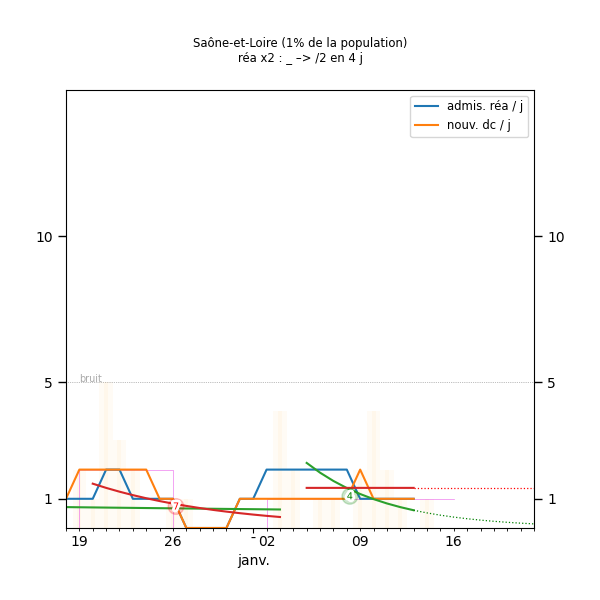 Saône-et-Loire (1% de la population)
réa x2 : _ –> /2 en 4 j
admis. réa / j
nouv. dc / j
10 10
bruit
5 5
7
4
1 1
19 26 - 02 09 16
janv.